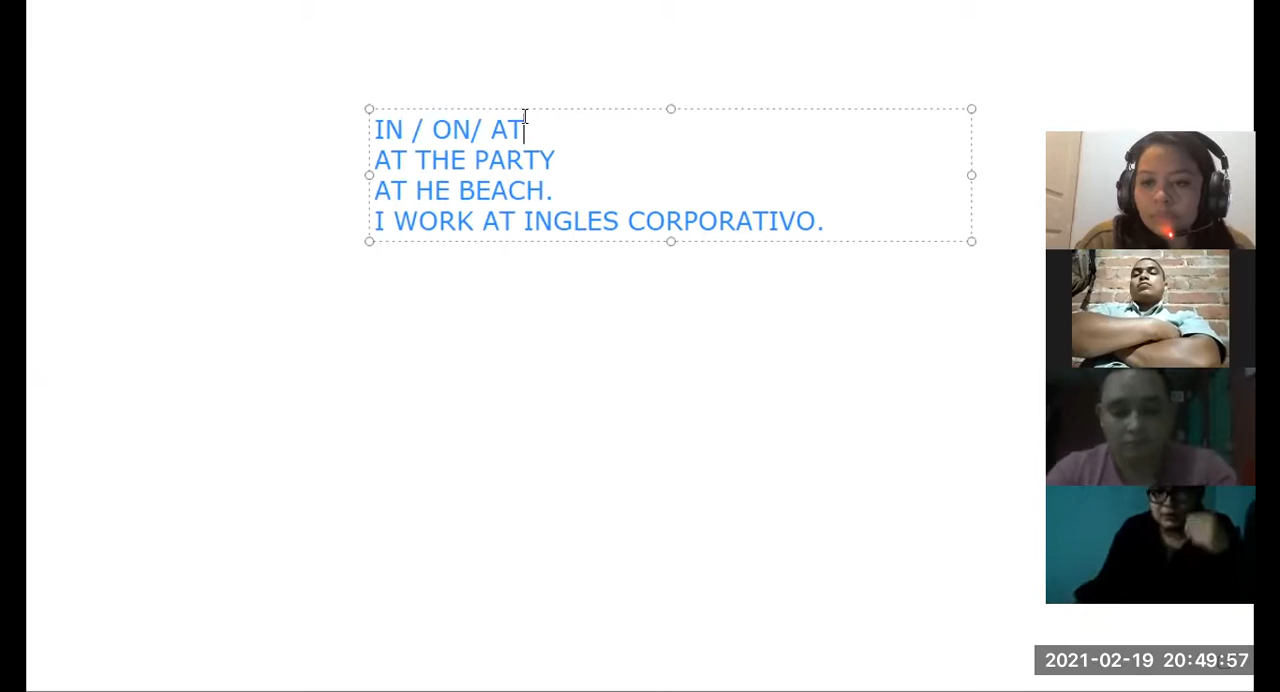 IN / ON/ AT
AT THE PARTY
AT HE BEACH.
I WORK AT INGLES CORPORATIVO.
2021-02-19 20:49:57